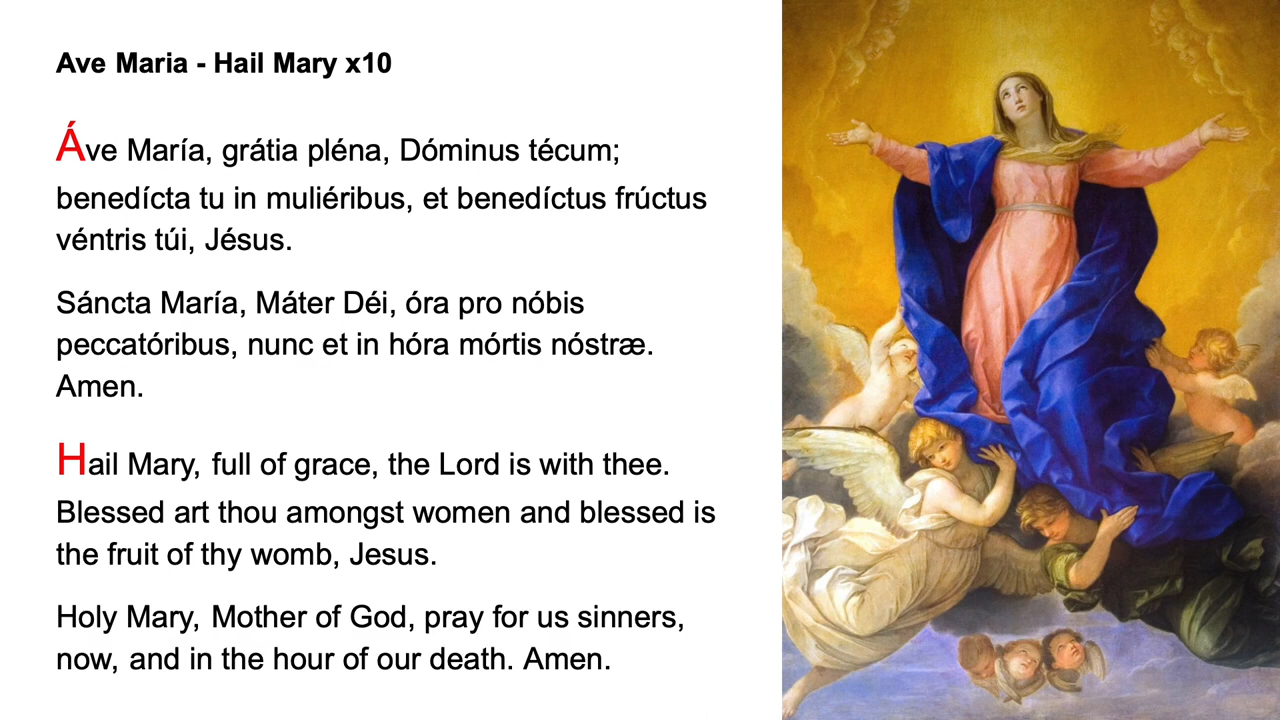 Ave Maria - Hail Mary x10
Áve María, grátia pléna, Dóminus técum;
benedícta tu in muliéribus, et benedíctus frúctus
véntris túi, Jésus.
Sáncta María, Máter Déi, óra pro nóbis
peccatóribus, nunc et in hóra mórtis nóstræ.
Amen.
Hail Mary, full of grace, the Lord is with thee.
Blessed art thou amongst women and blessed is
the fruit of thy womb, Jesus.
Holy Mary, Mother of God, pray for us sinners,
now, and in the hour of our death. Amen.